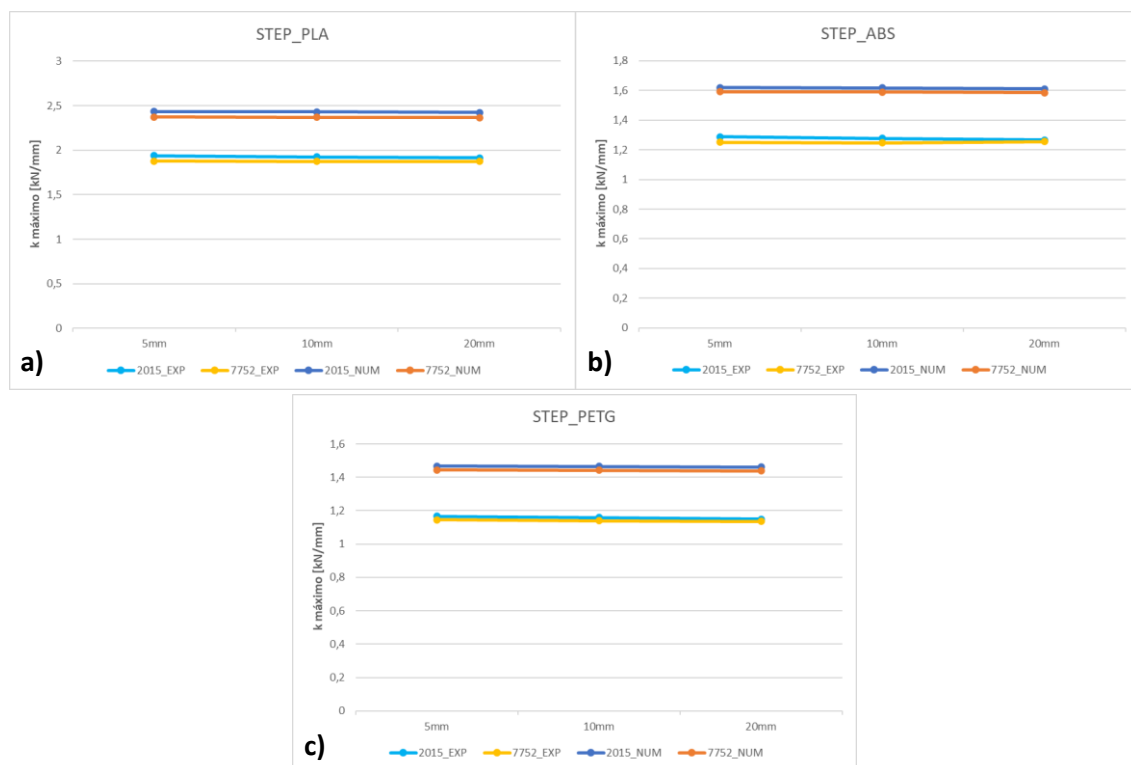 STEP_PLA
k máximo [kN/mm]
3
2,5
2
1,5
1
0,5
0
5mm 10mm 20mm
2015_EXP 7752_EXP 2015_NUM 7752_NUM
a)
STEP_ABS
k máximo [kN/mm]
1,8
1,6
1,4
1,2
1
0,8
0,6
0,4
0,2
0
5mm 10mm 20mm
2015_EXP 7752_EXP 2015_NUM 7752_NUM
b)
STEP_PETG
k máximo [kN/mm]
1,6
1,4
1,2
1
0,8
0,6
0,4
0,2
0
5mm 10mm 20mm
2015_EXP 7752_EXP 2015_NUM 7752_NUM
c)